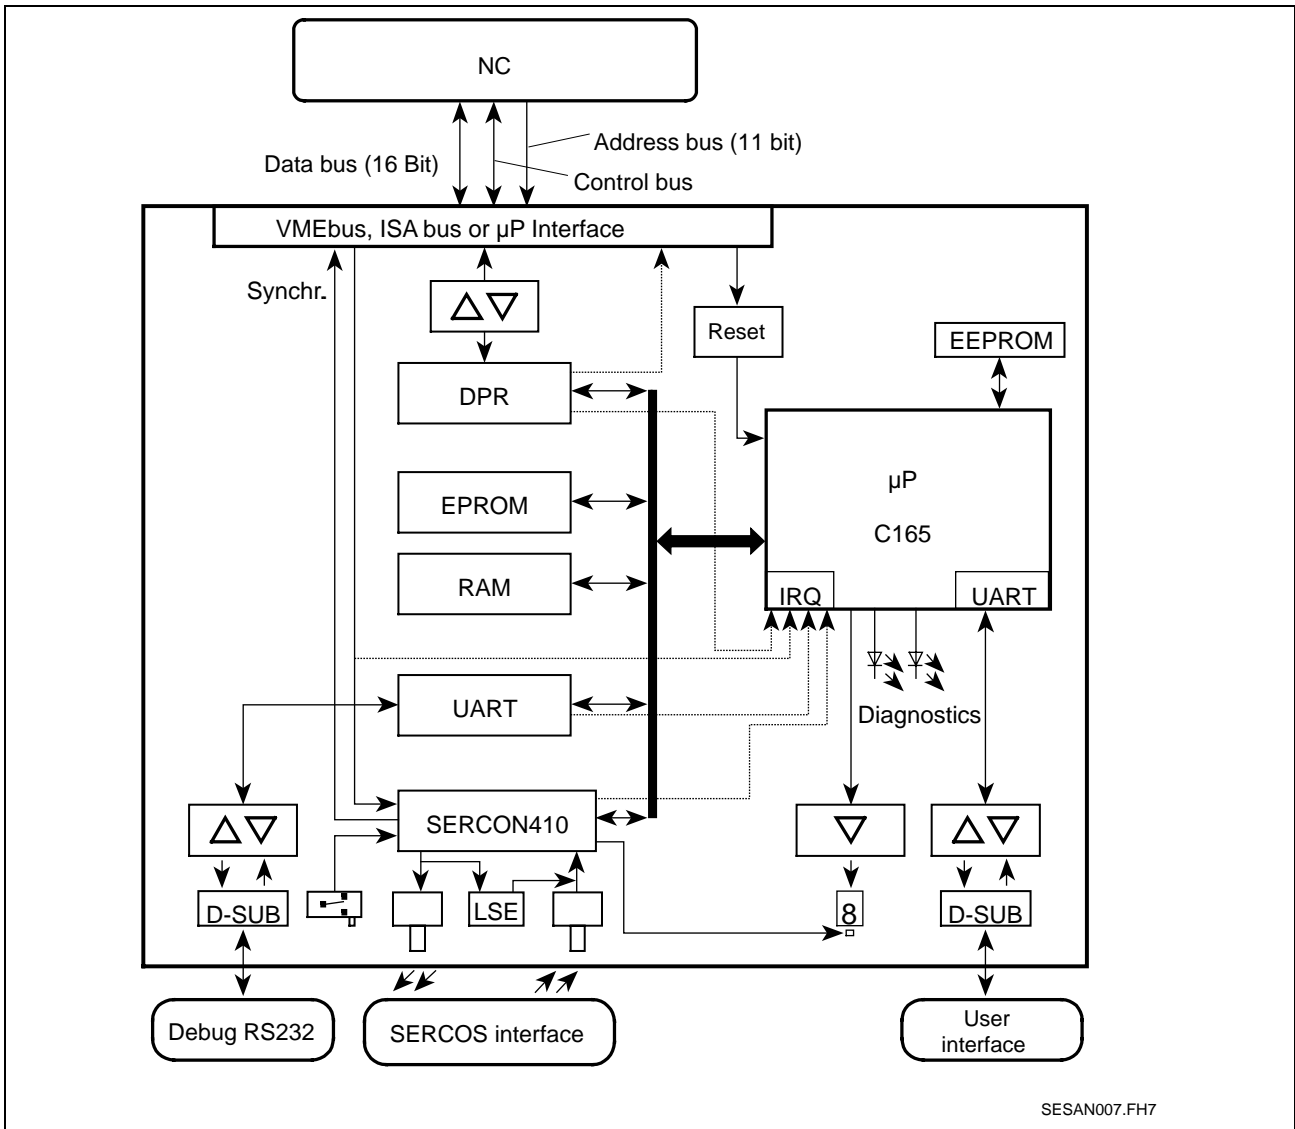 NC
Address bus (11 bit)
Data bus (16 Bit)
Control bus
VMEbus, ISA bus or µP Interface
Synchr.
Reset
EEPROM
DPR
µP
EPROM
C165
RAM
IRQ
UART
UART
Diagnostics
SERCON410
D-SUB
LSE
8
D-SUB
Debug RS232
SERCOS interface
User
interface
SESAN007.FH7